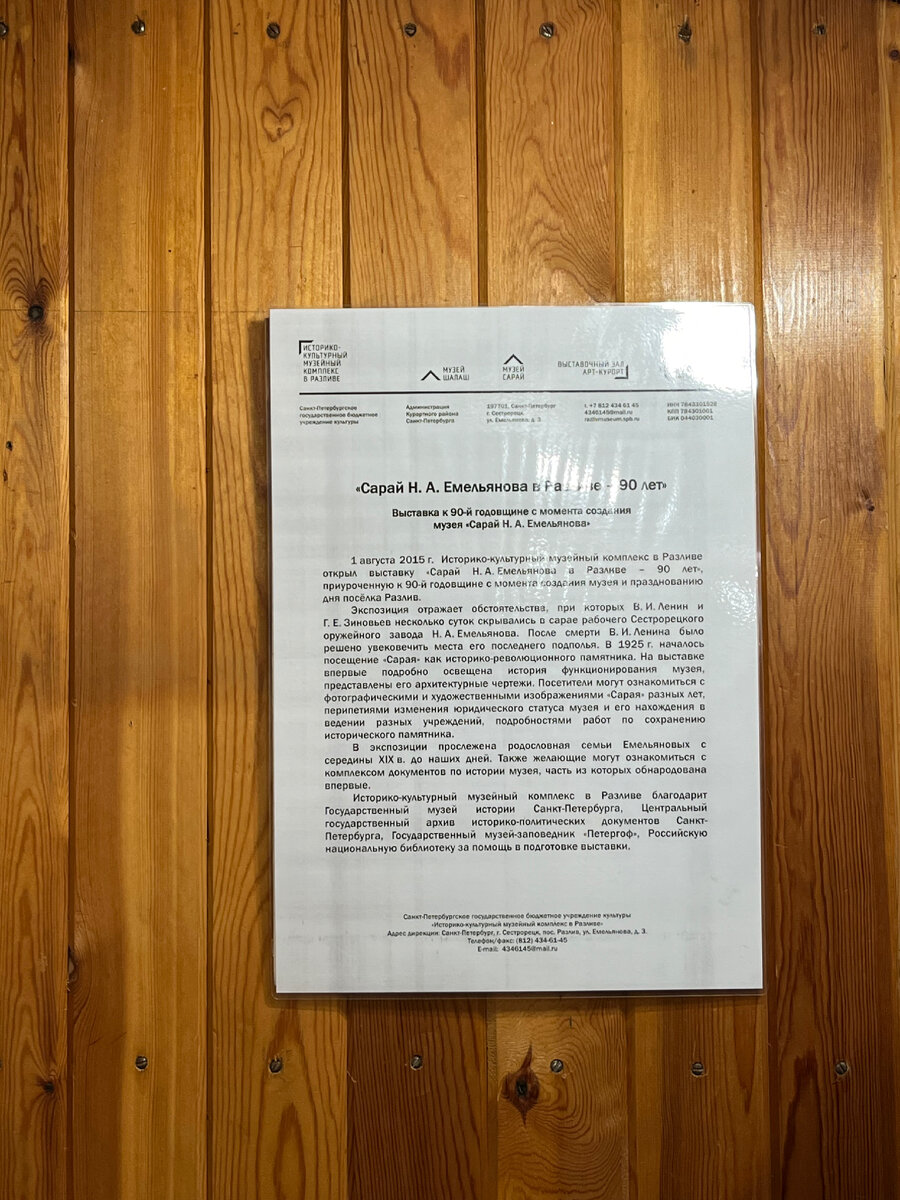 ИСТОРИКО-
КУЛЬТУРНЫЙ
МУЗЕЙНЫЙ
КОМПЛЕКС
В РАЗЛИВЕ
МУЗЕЙ
ШАЛАШ
МУЗЕЙ
САРАЙ
ВЫСТАВОЧНЫЙ ЗАЛ
АРТ-КУРОРТ
Санкт-Петербургское
государственное бюджетное
учреждение культуры
Администрация
Курортного района
Санкт-Петербурга
197701, Санкт-Петербург
г. Сестрорецк,
ул. Емельянова, д. 3
т. +7 812 434 61 45
4346145@mail.ru
razlivmuseum.spb.ru
ИНН
КПП 784301001
БИК 044030001
«Сарай Н. А. Емельянова в Разливе – 90 лет»
Выставка к 90-й годовщине с момента создания
музея «Сарай Н. А. Емельянова»
1 августа 2015 г. Историко-культурный музейный комплекс в Разливе
открыл выставку «Сарай Н. А. Емельянова в Разливе – 90 лет»,
приуроченную к 90-й годовщине с момента создания музея и празднованию
дня посёлка Разлив.
Экспозиция отражает обстоятельства, при которых В. И. Ленин и
Г. Е. Зиновьев несколько суток скрывались в сарае рабочего Сестрорецкого
оружейного завода Н. А. Емельянова. После смерти В. И. Ленина было
решено увековечить места его последнего подполья. В 1925 г. началось
посещение «Сарая» как историко-революционного памятника. На выставке
впервые подробно освещена история функционирования музея,
представлены его архитектурные чертежи. Посетители могут ознакомиться с
фотографическими и художественными изображениями «Сарая» разных лет,
перипетиями изменения юридического статуса музея и его нахождения в
ведении разных учреждений, подробностями работ по сохранению
исторического памятника.
В экспозиции прослежена родословная семьи Емельяновых с
середины XIX в. до наших дней. Также желающие могут ознакомиться с
комплексом документов по истории музея, часть из которых обнародована
впервые.
Историко-культурный музейный комплекс в Разливе благодарит
Государственный музей истории Санкт-Петербурга, Центральный
государственный архив историко-политических документов Санкт-
Петербурга, Государственный музей-заповедник «Петергоф», Российскую
национальную библиотеку за помощь в подготовке выставки.
Санкт-Петербургское государственное бюджетное учреждение культуры
«Историко-культурный музейный комплекс в Разливе»
Адрес дирекции: Санкт-Петербург, г. Сестрорецк, пос. Разлив, ул. Емельянова, д. 3.
Телефон/факс: (812) 434-61-45
E-mail: 4346145@mail.ru